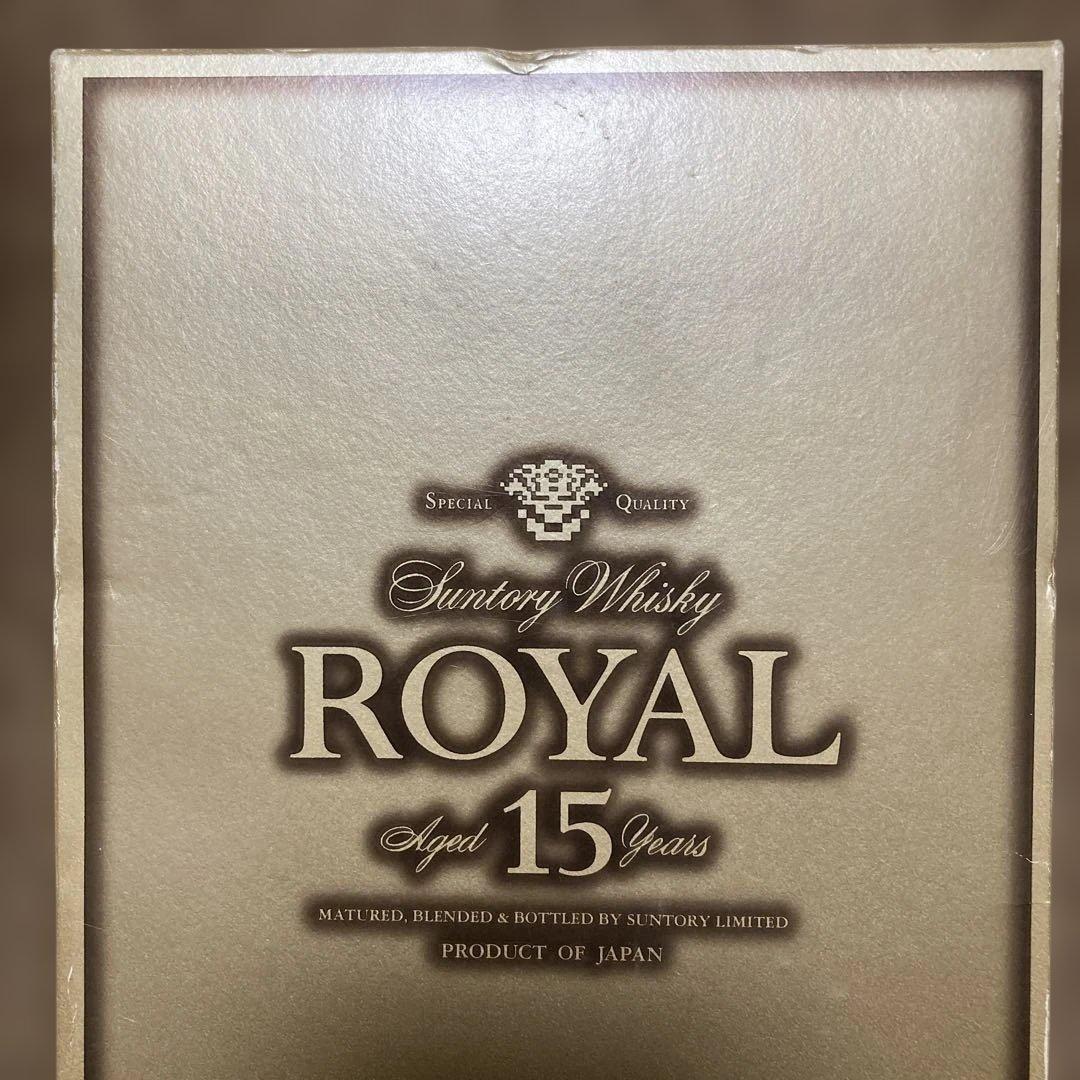 SPECIAL QUALITY
Suntory Whisky
ROYAL
Aged 15 Years
MATURED, BLENDED & BOTTLED BY SUNTORY LIMITED
PRODUCT OF JAPAN